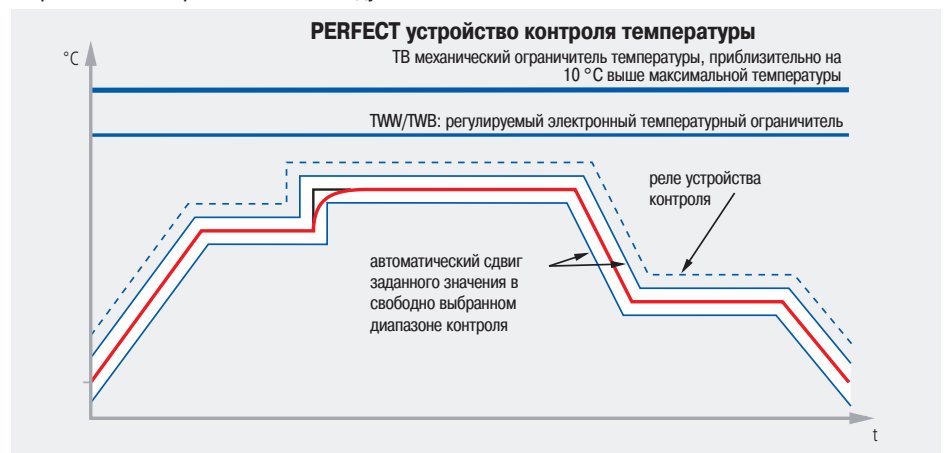 PERFECT устройство контроля температуры
°C
TB механический ограничитель температуры, приблизительно на
10 °C выше максимальной температуры
TWW/TWB: регулируемый электронный температурный ограничитель
реле устройства
контроля
автоматический сдвиг
заданного значения в
свободно выбранном
диапазоне контроля
t